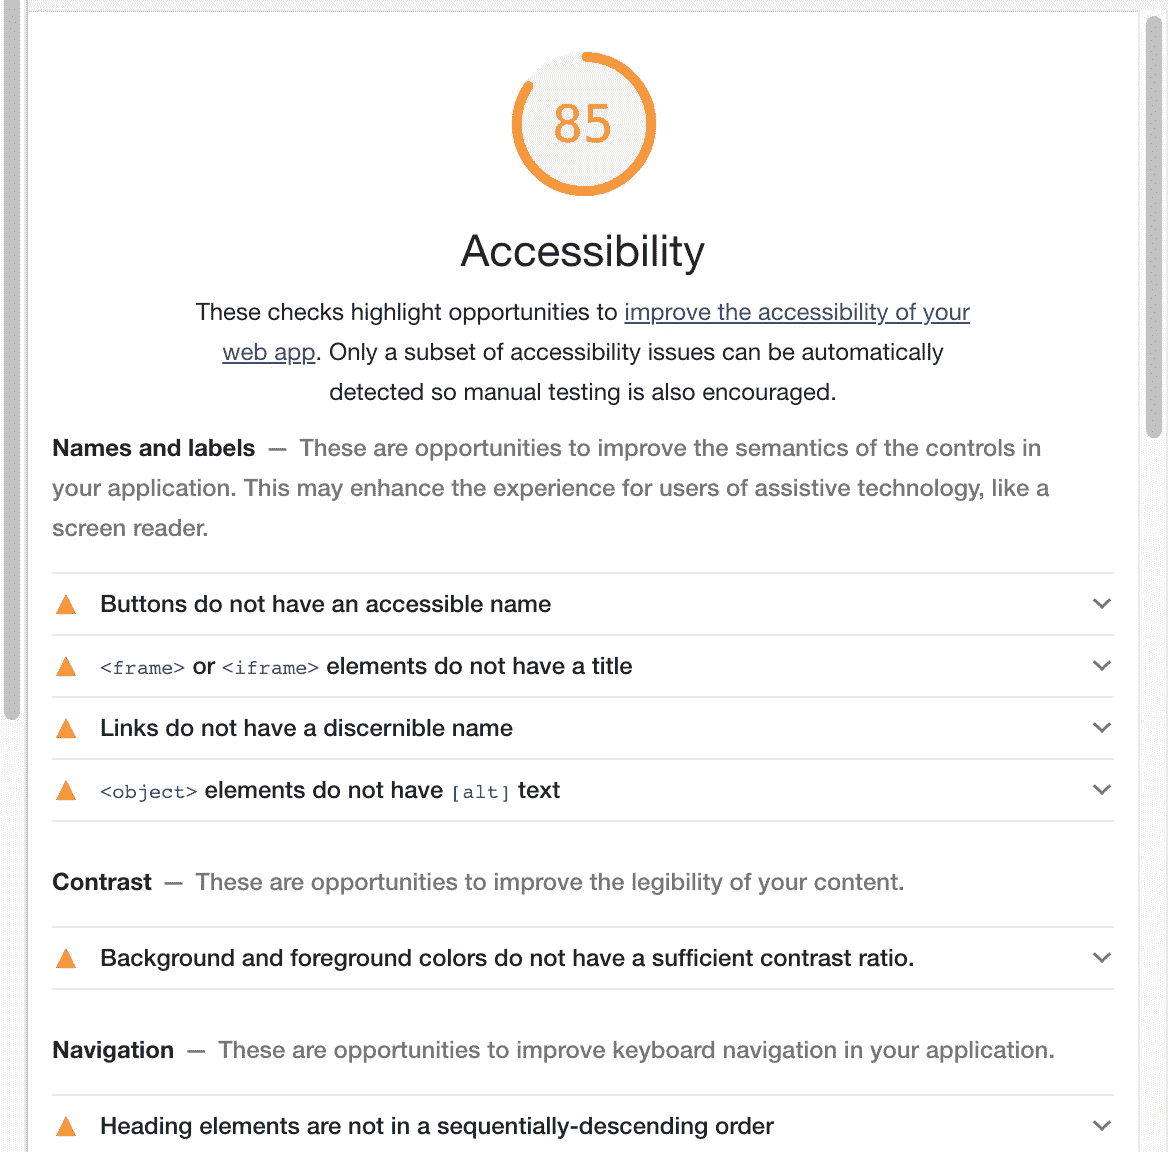 85
Accessibility
These checks highlight opportunities to improve the accessibility of your
web app. Only a subset of accessibility issues can be automatically
detected so manual testing is also encouraged.
Names and labels — These are opportunities to improve the semantics of the controls in
your application. This may enhance the experience for users of assistive technology, like a
screen reader.
Buttons do not have an accessible name
<frame> or <iframe> elements do not have a title
Links do not have a discernible name
<object> elements do not have [alt] text
Contrast — These are opportunities to improve the legibility of your content.
Background and foreground colors do not have a sufficient contrast ratio.
Navigation — These are opportunities to improve keyboard navigation in your application.
Heading elements are not in a sequentially-descending order